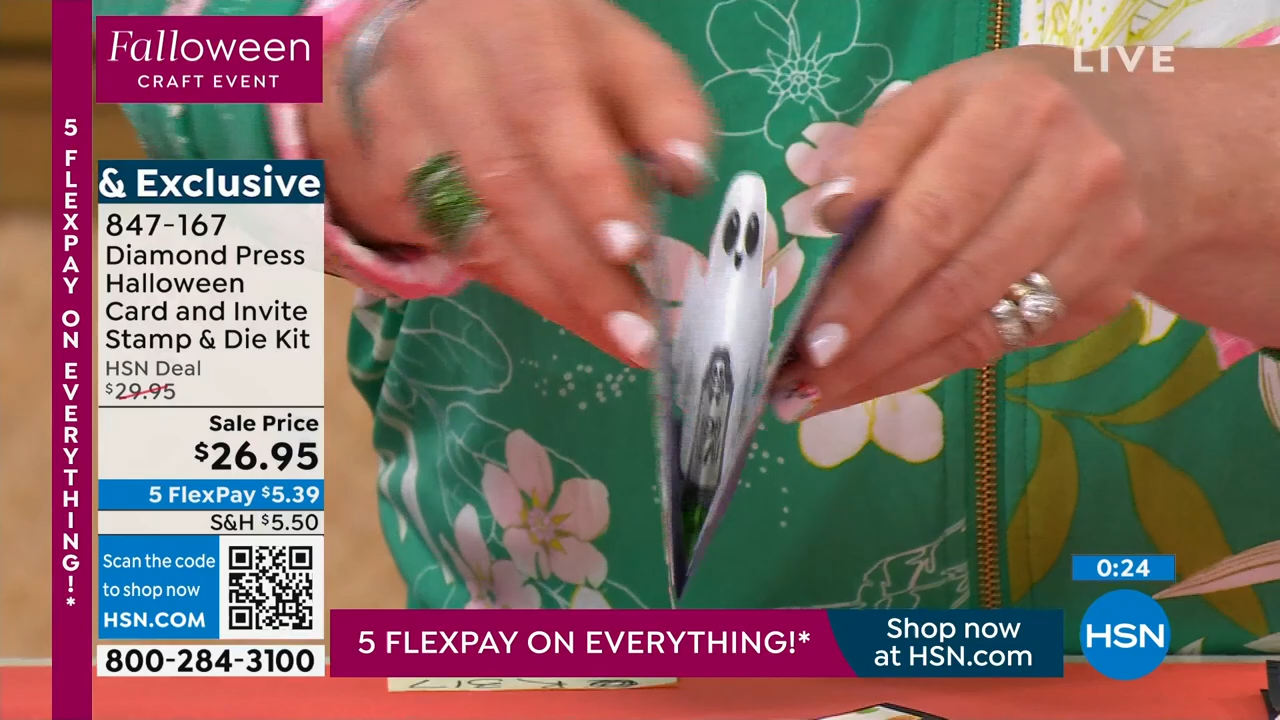 Falloween
CRAFT EVENT
LIVE
5 FLEXPAY ON EVERYTHING!*
& Exclusive
847-167
Diamond Press
Halloween
Card and Invite
Stamp & Die Kit
HSN Deal
$29.95
Sale Price
$26.95
5 FlexPay $5.39
S&H $5.50
Scan the code
to shop now
HSN.COM
800-284-3100
5 FLEXPAY ON EVERYTHING!*
Shop now
at HSN.com
0:24
HSN